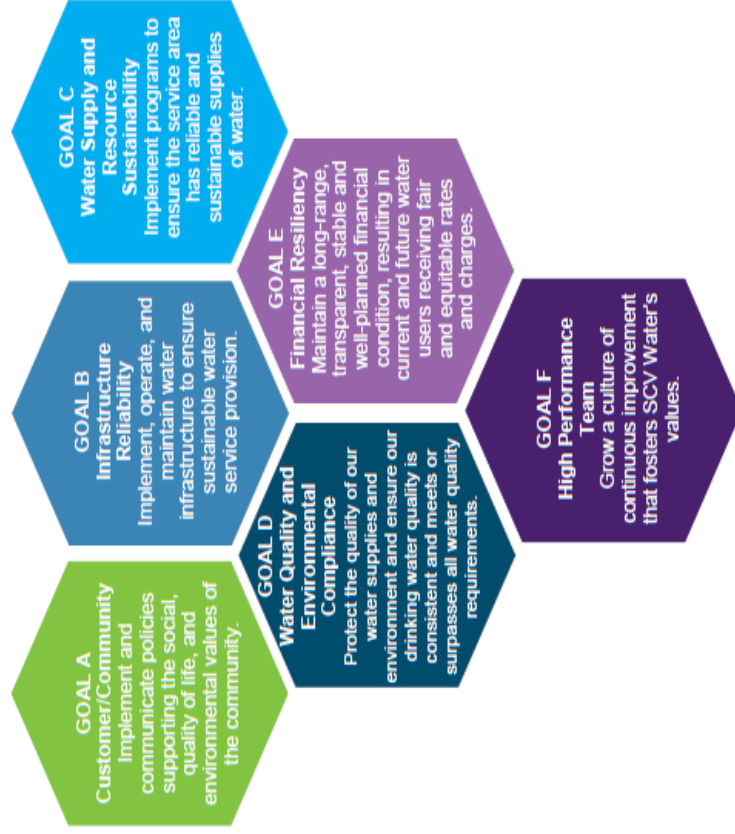 GOAL A
Customer/Community
Implement and
communicate policies
supporting the social,
quality of life, and
environmental values of
the community.
GOAL B
Infrastructure
Reliability
Implement, operate, and
maintain water
infrastructure to ensure
sustainable water
service provision.
GOAL C
Water Supply and
Resource
Sustainability
Implement programs to
ensure the service area
has reliable and
sustainable supplies
of water.
GOAL D
Water Quality and
Environmental
Compliance
Protect the quality of our
water supplies and
environment and ensure our
drinking water quality is
consistent and meets or
surpasses all water quality
requirements.
GOAL E
Financial Resiliency
Maintain a long-range,
transparent, stable and
well-planned financial
condition, resulting in
current and future water
users receiving fair
and equitable rates
and charges.
GOAL F
High Performance
Team
Grow a culture of
continuous improvement
that fosters SCV Water's
values.